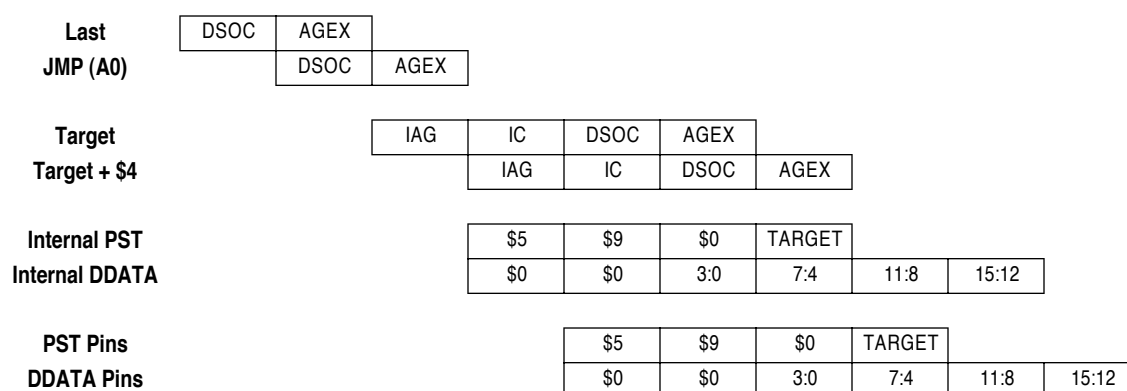 Last DSOC AGEX
JMP (A0) DSOC AGEX
Target IAG IC DSOC AGEX
Target + $4 IAG IC DSOC AGEX
Internal PST $5 $9 $0 TARGET
Internal DDATA $0 $0 3:0 7:4 11:8 15:12
PST Pins $5 $9 $0 TARGET
DDATA Pins $0 $0 3:0 7:4 11:8 15:12